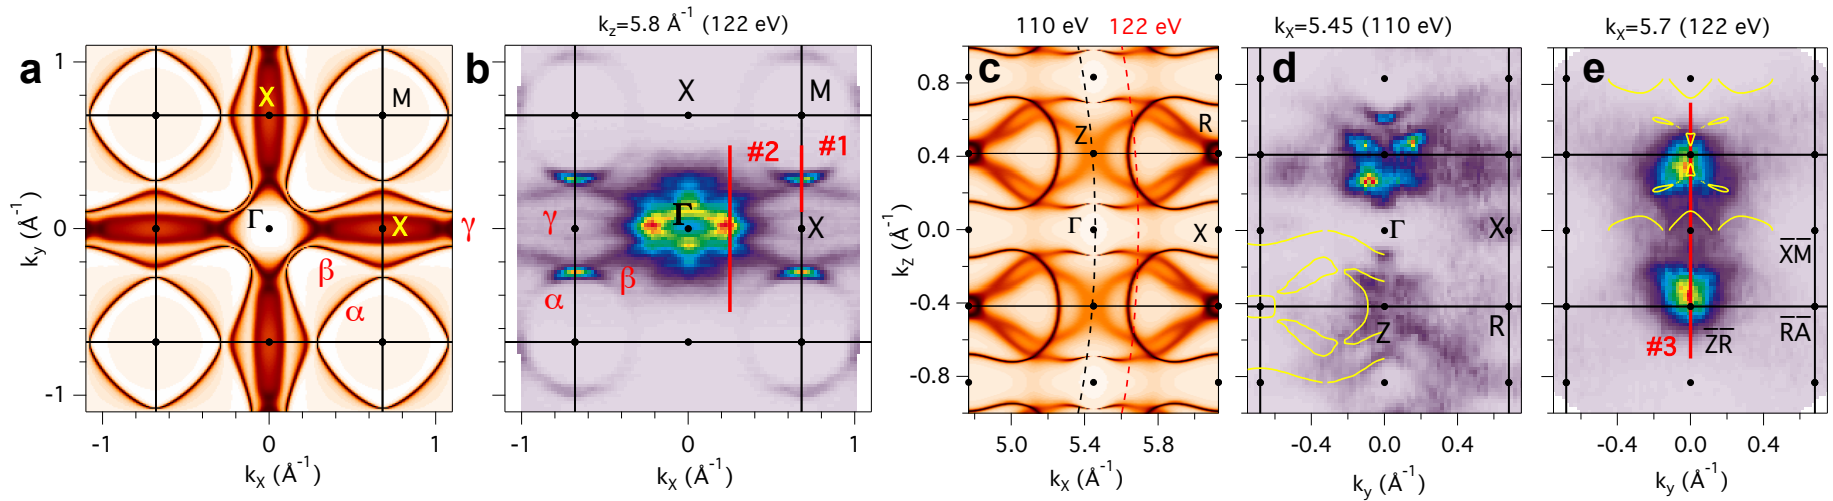 a
1
0
-1
k_y (Å⁻¹)
X
M
Γ
X
γ
β
α
-1
0
1
k_X (Å⁻¹)
k_z=5.8 Å⁻¹ (122 eV)
b
X
M
#2
#1
γ
Γ
X
α
β
-1
0
1
k_X (Å⁻¹)
110 eV
122 eV
c
0.8
0.4
0.0
-0.4
-0.8
k_Z (Å⁻¹)
Z
R
Γ
X
5.0
5.4
5.8
k_X (Å⁻¹)
k_X=5.45 (110 eV)
d
Γ
X
Z
R
-0.4
0.0
0.4
k_y (Å⁻¹)
k_X=5.7 (122 eV)
e
X̅M̅
#3
Z̅R̅
R̅A̅
-0.4
0.0
0.4
k_y (Å⁻¹)